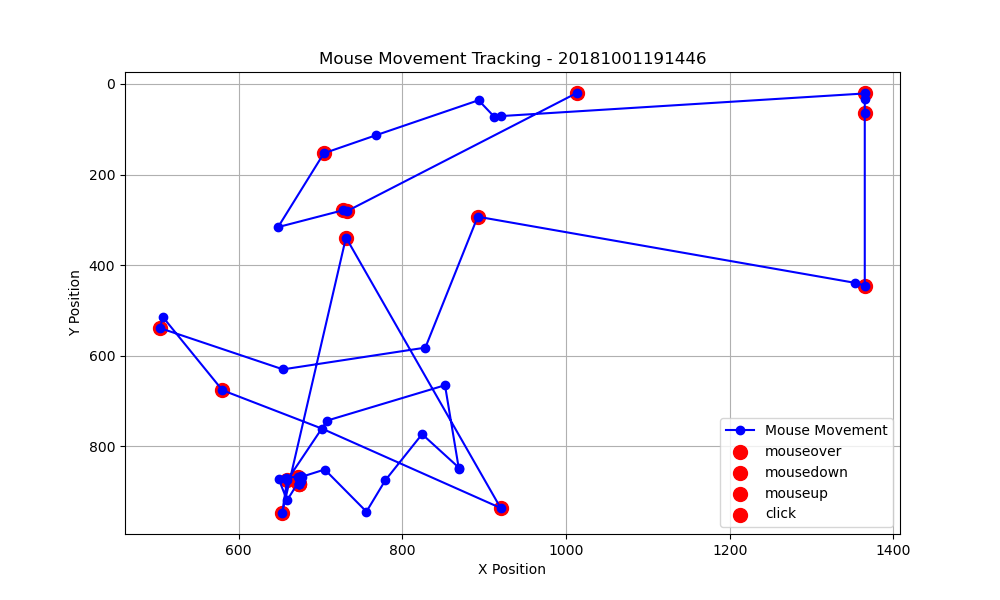 Mouse Movement Tracking - 20181001191446
0
200
400
600
800
Y Position
600
800
1000
1200
1400
X Position
Mouse Movement
mouseover
mousedown
mouseup
click